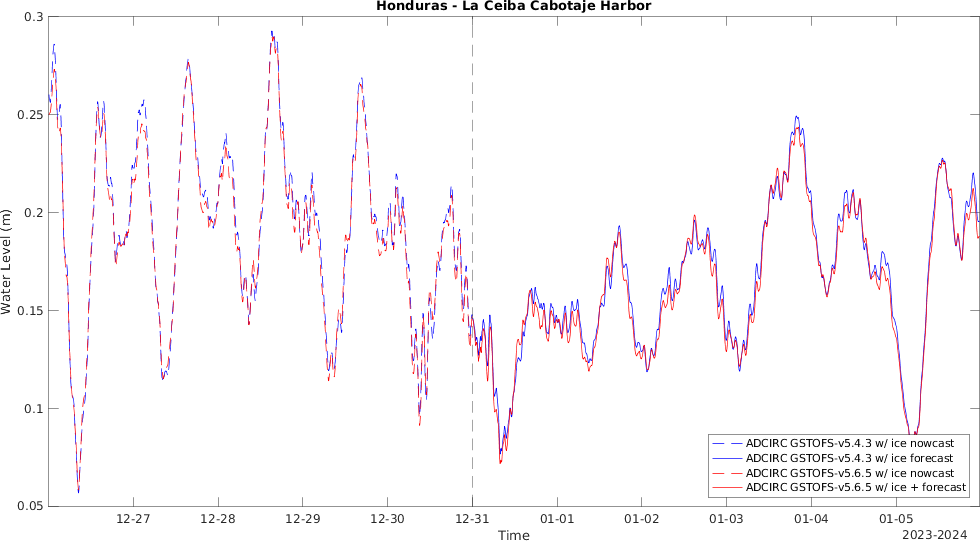 Honduras - La Ceiba Cabotaje Harbor
0.3
0.25
0.2
0.15
0.1
0.05
Water Level (m)
12-27 12-28 12-29 12-30 12-31 01-01 01-02 01-03 01-04 01-05
Time
2023-2024
ADCIRC GSTOFS-v5.4.3 w/ ice nowcast
ADCIRC GSTOFS-v5.4.3 w/ ice forecast
ADCIRC GSTOFS-v5.6.5 w/ ice nowcast
ADCIRC GSTOFS-v5.6.5 w/ ice + forecast